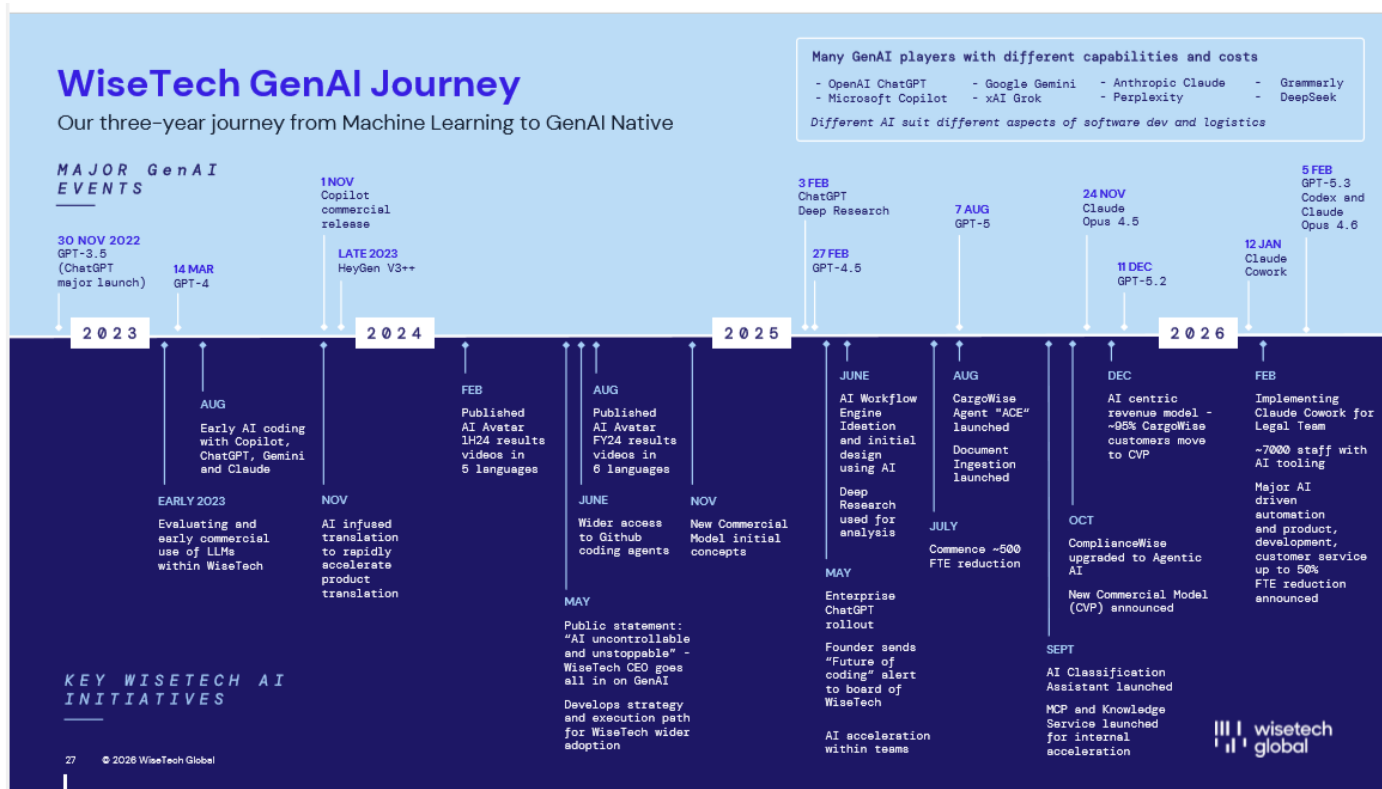 WiseTech GenAI Journey
Our three-year journey from Machine Learning to GenAI Native
Many GenAI players with different capabilities and costs
- OpenAI ChatGPT
- Microsoft Copilot
- Google Gemini
- xAI Grok
- Anthropic Claude
- Perplexity
- Grammarly
- DeepSeek
Different AI suit different aspects of software dev and logistics
MAJOR GenAI
EVENTS
30 NOV 2022
GPT-3.5
(ChatGPT
major launch)
14 MAR
GPT-4
1 NOV
Copilot
commercial
release
LATE 2023
HeyGen V3++
3 FEB
ChatGPT
Deep Research
27 FEB
GPT-4.5
7 AUG
GPT-5
24 NOV
Claude
Opus 4.5
11 DEC
GPT-5.2
12 JAN
Claude
Cowork
5 FEB
GPT-5.3
Codex and
Claude
Opus 4.6
2023
2024
2025
2026
EARLY 2023
Evaluating and
early commercial
use of LLMs
within WiseTech
AUG
Early AI coding
with Copilot,
ChatGPT, Gemini
and Claude
NOV
AI infused
translation
to rapidly
accelerate
product
translation
FEB
Published
AI Avatar
1H24 results
videos in
5 languages
MAY
Public statement:
“AI uncontrollable
and unstoppable” -
WiseTech CEO goes
all in on GenAI
Develops strategy
and execution path
for WiseTech wider
adoption
JUNE
Wider access
to Github
coding agents
AUG
Published
AI Avatar
FY24 results
videos in
6 languages
NOV
New Commercial
Model initial
concepts
MAY
Enterprise
ChatGPT
rollout
Founder sends
“Future of
coding” alert
to board of
WiseTech
AI acceleration
within teams
JUNE
AI Workflow
Engine
Ideation
and initial
design
using AI
Deep
Research
used for
analysis
JULY
Commence ~500
FTE reduction
AUG
CargoWise
Agent "ACE“
launched
Document
Ingestion
launched
SEPT
AI Classification
Assistant launched
MCP and Knowledge
Service launched
for internal
acceleration
OCT
ComplianceWise
upgraded to Agentic
AI
New Commercial Model
(CVP) announced
DEC
AI centric
revenue model -
~95% CargoWise
customers move
to CVP
FEB
Implementing
Claude Cowork for
Legal Team
~7000 staff with
AI tooling
Major AI
driven
automation
and product,
development,
customer service
up to 50%
FTE reduction
announced
KEY WISETECH AI
INITIATIVES
27
© 2026 WiseTech Global
wisetech
global